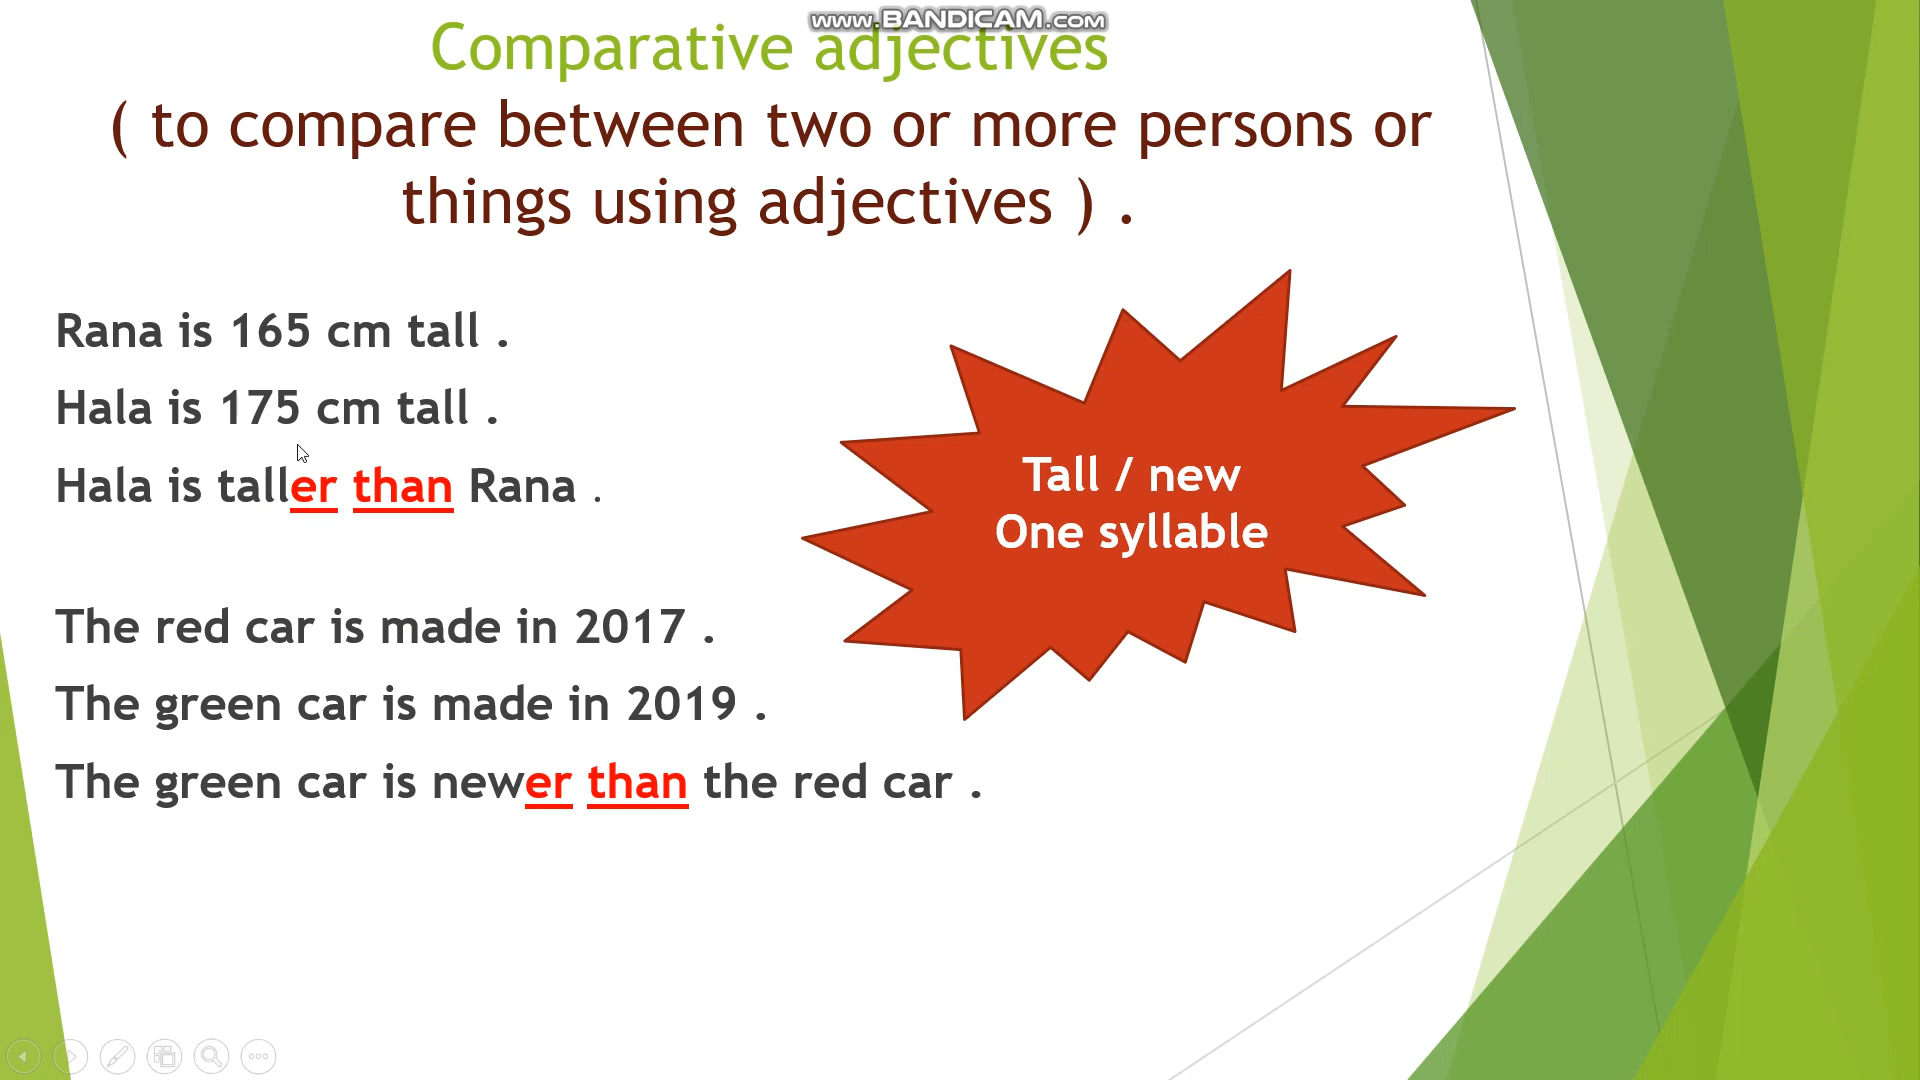 www.BANDICAM.com
Comparative adjectives
( to compare between two or more persons or
things using adjectives ) .
Rana is 165 cm tall .
Hala is 175 cm tall .
Hala is taller than Rana .
Tall / new
One syllable
The red car is made in 2017 .
The green car is made in 2019 .
The green car is newer than the red car .